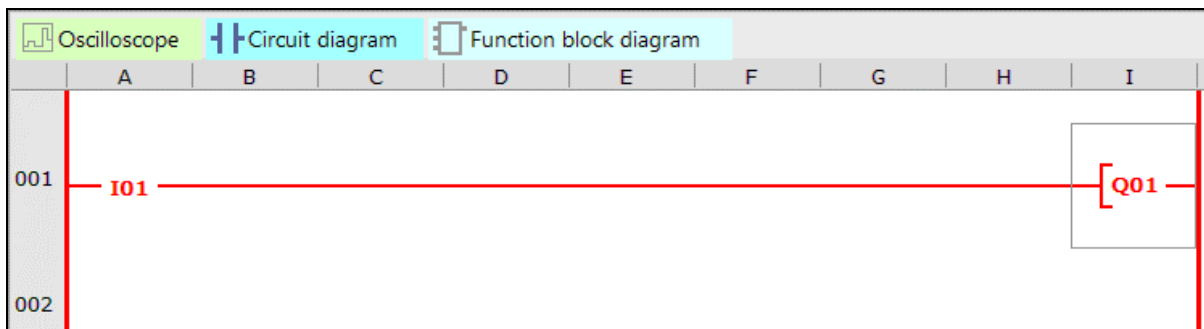 Oscilloscope Circuit diagram Function block diagram
A B C D E F G H I
001 I01 Q01
002